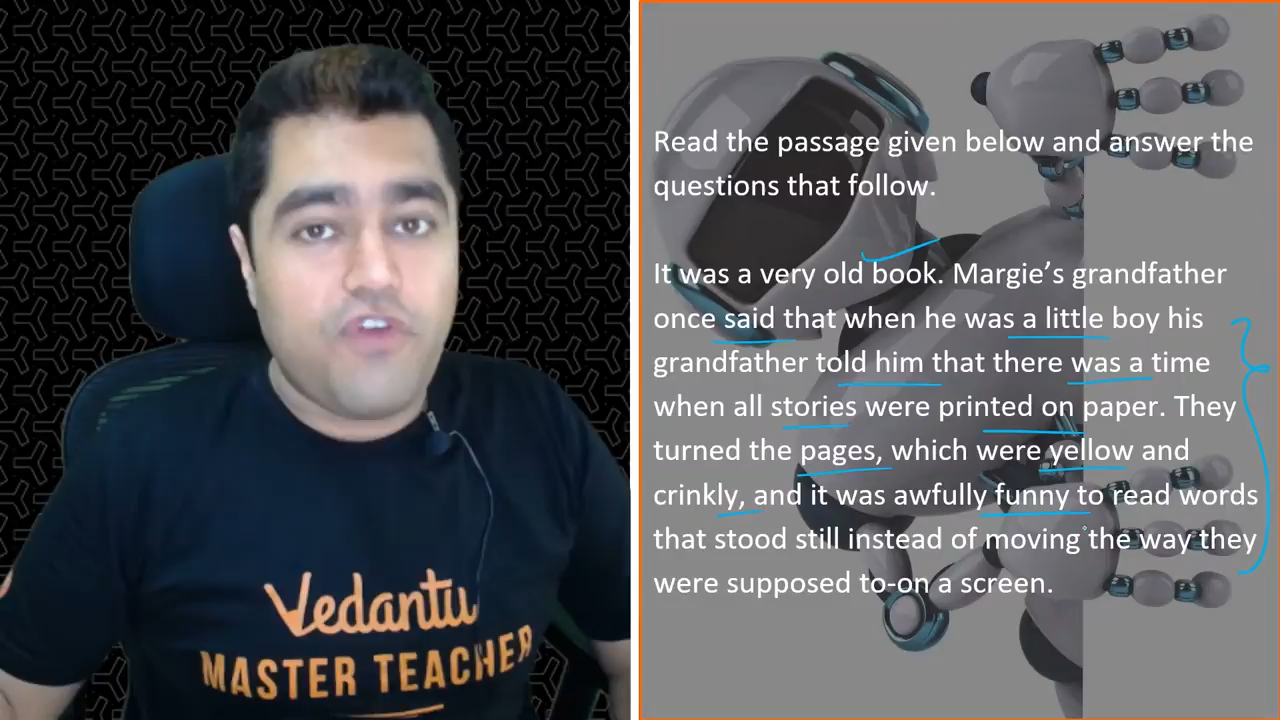 Vedantu
MASTER TEACHER
Read the passage given below and answer the
questions that follow.
It was a very old book. Margie’s grandfather
once said that when he was a little boy his
grandfather told him that there was a time
when all stories were printed on paper. They
turned the pages, which were yellow and
crinkly, and it was awfully funny to read words
that stood still instead of moving the way they
were supposed to-on a screen.